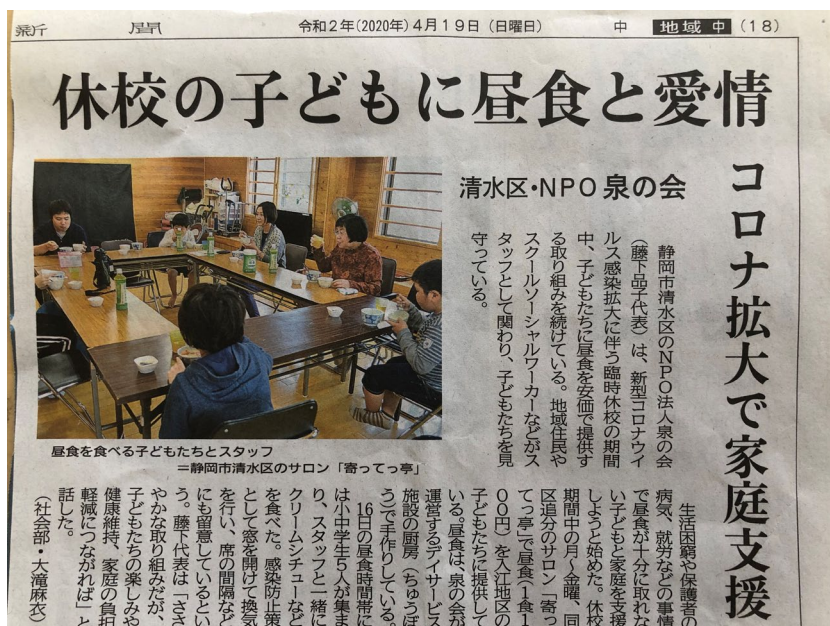 新聞
令和2年(2020年)4月19日(日曜日)
中
地域 中
(18)
休校の子どもに昼食と愛情
コロナ拡大で家庭支援
清水区・NPO 泉の会
静岡市清水区のNPO法人泉の会
(藤下品子代表)は、新型コロナウイ
ルス感染拡大に伴う臨時休校の期間
中、子どもたちに昼食を安価で提供す
る取り組みを続けている。地域住民や
スクールソーシャルワーカーなどがス
タッフとして関わり、子どもたちを見
守っている。
昼食を食べる子どもたちとスタッフ
=静岡市清水区のサロン「寄ってっ亭」
生活困窮や保護者の
病気、就労などの事情
で昼食が十分に取れな
い子どもと家庭を支援
しようと始めた。休校
期間中の月〜金曜、同
区追分のサロン「寄っ
てっ亭」で昼食(1食1
00円)を入江地区の
子どもたちに提供して
いる。昼食は、泉の会が
運営するデイサービス
施設の厨房(ちゅうぼ
う)で手作りしている。
16日の昼食時間帯に
は小中学生5人が集ま
り、スタッフと一緒に
クリームシチューなど
を食べた。感染防止策
として窓を開けて換気
を行い、席の間隔など
にも留意しているとい
う。藤下代表は「ささ
やかな取り組みだが、
子どもたちの楽しみや
健康維持、家庭の負担
軽減につながれば」と
話した。
(社会部・大滝麻衣)